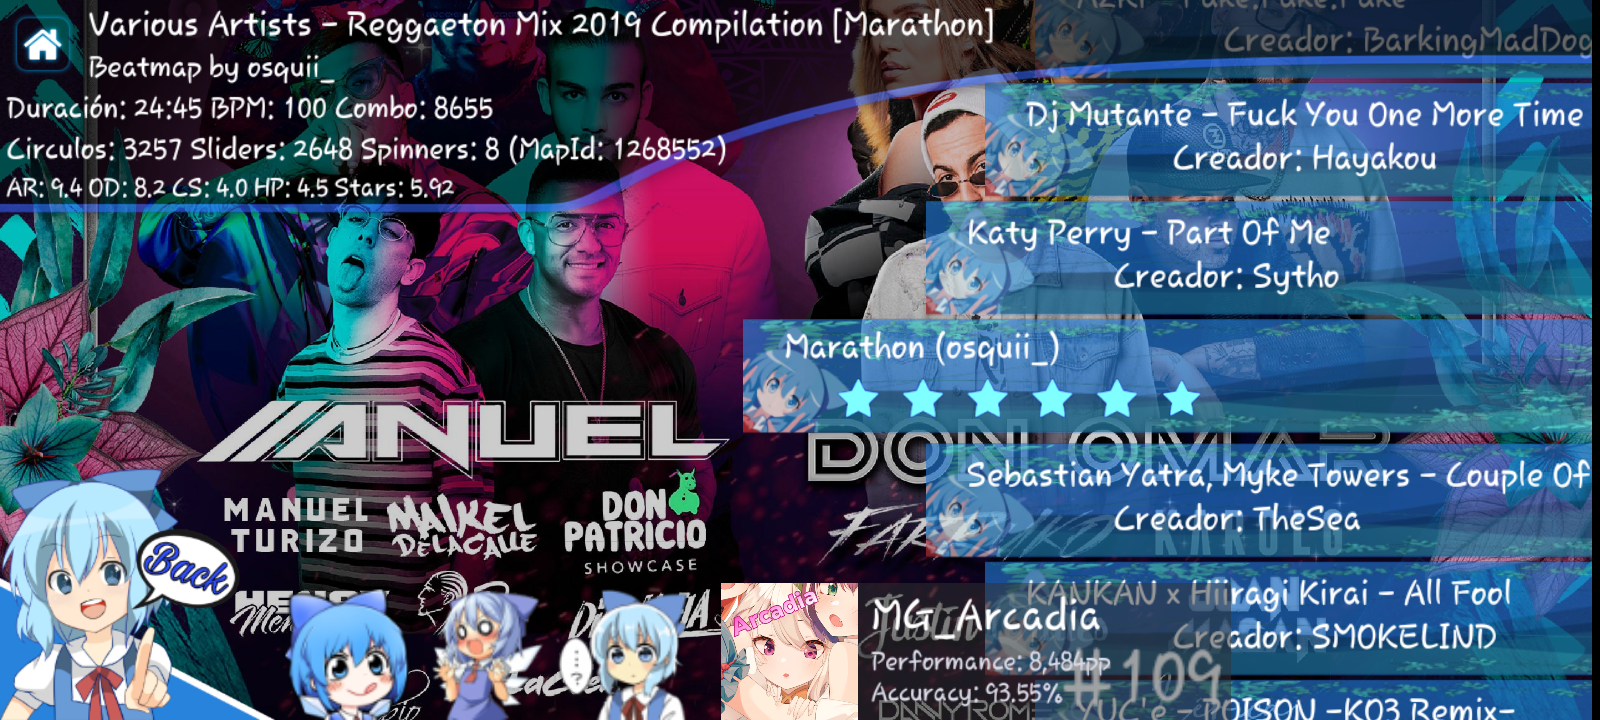 Various Artists - Reggaeton Mix 2019 Compilation [Marathon]
Beatmap by osquii_
Duración: 24:45 BPM: 100 Combo: 8655
Circulos: 3257 Sliders: 2648 Spinners: 8 (MapId: 1268552)
AR: 9.4 OD: 8.2 CS: 4.0 HP: 4.5 Stars: 5.92
Creador: BarkingMadDog
Dj Mutante - Fuck You One More Time
Creador: Hayakou
Katy Perry - Part Of Me
Creador: Sytho
Marathon (osquii_)
Sebastian Yatra, Myke Towers - Couple Of
Creador: TheSea
KANKAN x Hiiragi Kirai - All Fool
Creador: SMOKELIND
POISON -KO3 Remix-
ANUEL
DON OMAR
MANUEL
TURIZO
MAIKEL
DELACALLE
DON
PATRICIO
SHOWCASE
KAROL G
Justin
Back
Arcadia
MG_Arcadia
Performance: 8,484pp
Accuracy: 93.55%
#109